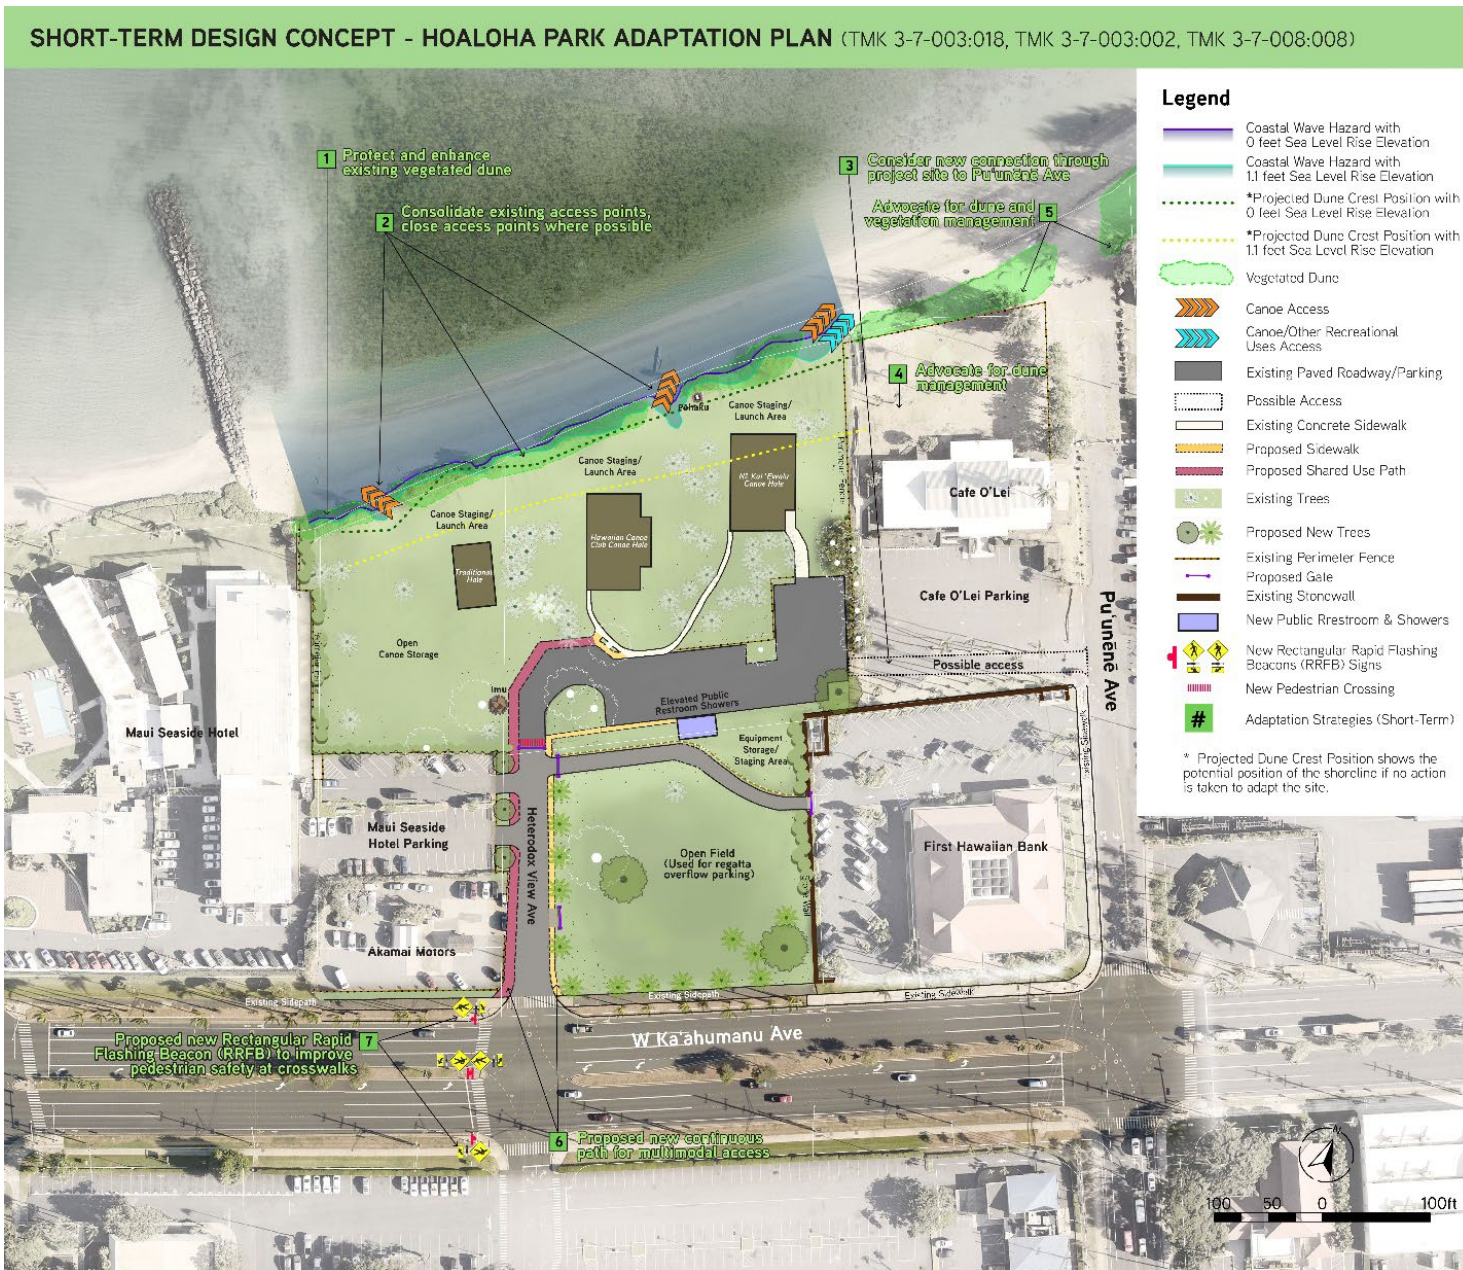 SHORT-TERM DESIGN CONCEPT - HOALOHA PARK ADAPTATION PLAN (TMK 3-7-003:018, TMK 3-7-003:002, TMK 3-7-008:008)
1 Protect and enhance
existing vegetated dune
2 Consolidate existing access points,
close access points where possible
3 Consider new connection through
project site to Pu'unēnē Ave
Advocate for dune and 5
vegetation management
4 Advocate for dune
management
Pōhaku
Canoe Staging/
Launch Area
Canoe Staging/
Launch Area
Canoe Staging/
Launch Area
Canoe Hale
Hawaiian Canoe
Club Canoe Hale
Traditional
Hale
Cafe O'Lei
Cafe O'Lei Parking
Pu'unēnē Ave
Open
Canoe Storage
Imu
Possible access
Elevated Public
Restroom Showers
Equipment
Storage/
Staging Area
Maui Seaside Hotel
Maui Seaside
Hotel Parking
Heterodox View Ave
Open Field
(Used for regatta
overflow parking)
First Hawaiian Bank
Existing Sidewalk
Akamai Motors
Existing Sidepath
Existing Sidepath
Existing Sidewalk
W Ka'ahumanu Ave
Proposed new Rectangular Rapid 7
Flashing Beacon (RRFB) to improve
pedestrian safety at crosswalks
6 Proposed new continuous
path for multimodal access
N
100 50 0 100ft
Legend
Coastal Wave Hazard with
0 feet Sea Level Rise Elevation
Coastal Wave Hazard with
1.1 feet Sea Level Rise Elevation
*Projected Dune Crest Position with
0 feet Sea Level Rise Elevation
*Projected Dune Crest Position with
1.1 feet Sea Level Rise Elevation
Vegetated Dune
Canoe Access
Canoe/Other Recreational
Uses Access
Existing Paved Roadway/Parking
Possible Access
Existing Concrete Sidewalk
Proposed Sidewalk
Proposed Shared Use Path
Existing Trees
Proposed New Trees
Existing Perimeter Fence
Proposed Gate
Existing Stonewall
New Public Rrestroom & Showers
New Rectangular Rapid Flashing
Beacons (RRFB) Signs
New Pedestrian Crossing
# Adaptation Strategies (Short-Term)
* Projected Dune Crest Position shows the
potential position of the shoreline if no action
is taken to adapt the site.